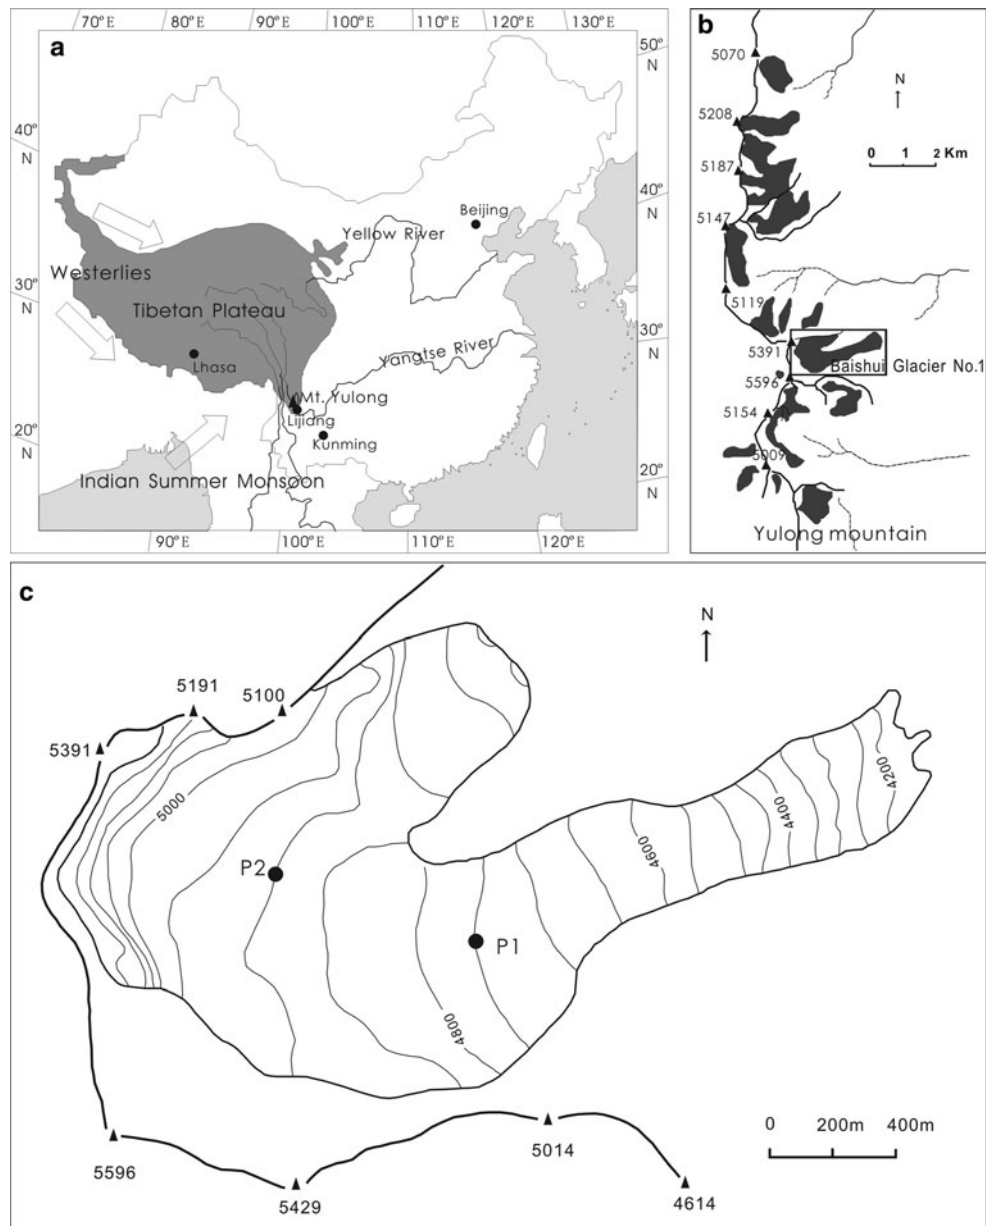 70°E 80°E 90°E 100°E 110°E 120°E 130°E
a
50°
N
40°
N
40°
N
Beijing
Yellow River
Westerlies
30°
N
Tibetan Plateau
30°
N
Yangtse River
Lhasa
Mt. Yulong
Lijiang
Kunming
20°
N
20°
N
Indian Summer Monsoon
90°E 100°E 110°E 120°E
b
5070
N
5208
0 1 2 Km
5187
5147
5119
5391
Baishui Glacier No.1
5596
5154
5009
Yulong mountain
c
N
5191
5100
5391
5000
4200
4400
4600
P2
P1
4800
0 200m 400m
5014
5596
5429
4614